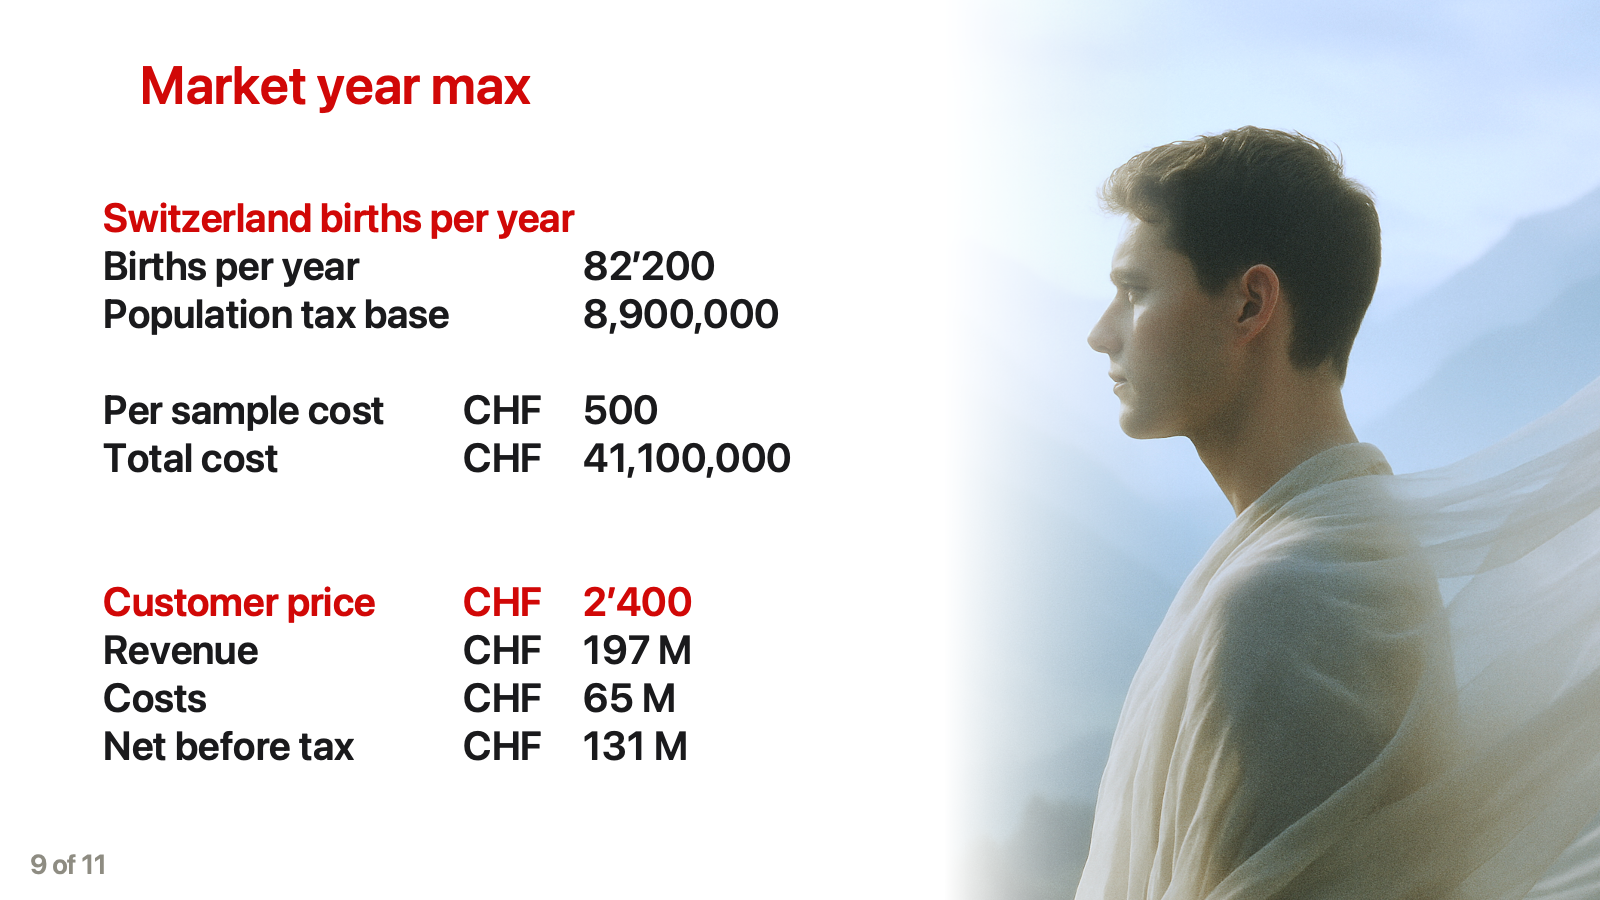 Market year max
Switzerland births per year
Births per year 82’200
Population tax base 8,900,000
Per sample cost CHF 500
Total cost CHF 41,100,000
Customer price CHF 2’400
Revenue CHF 197 M
Costs CHF 65 M
Net before tax CHF 131 M
9 of 11